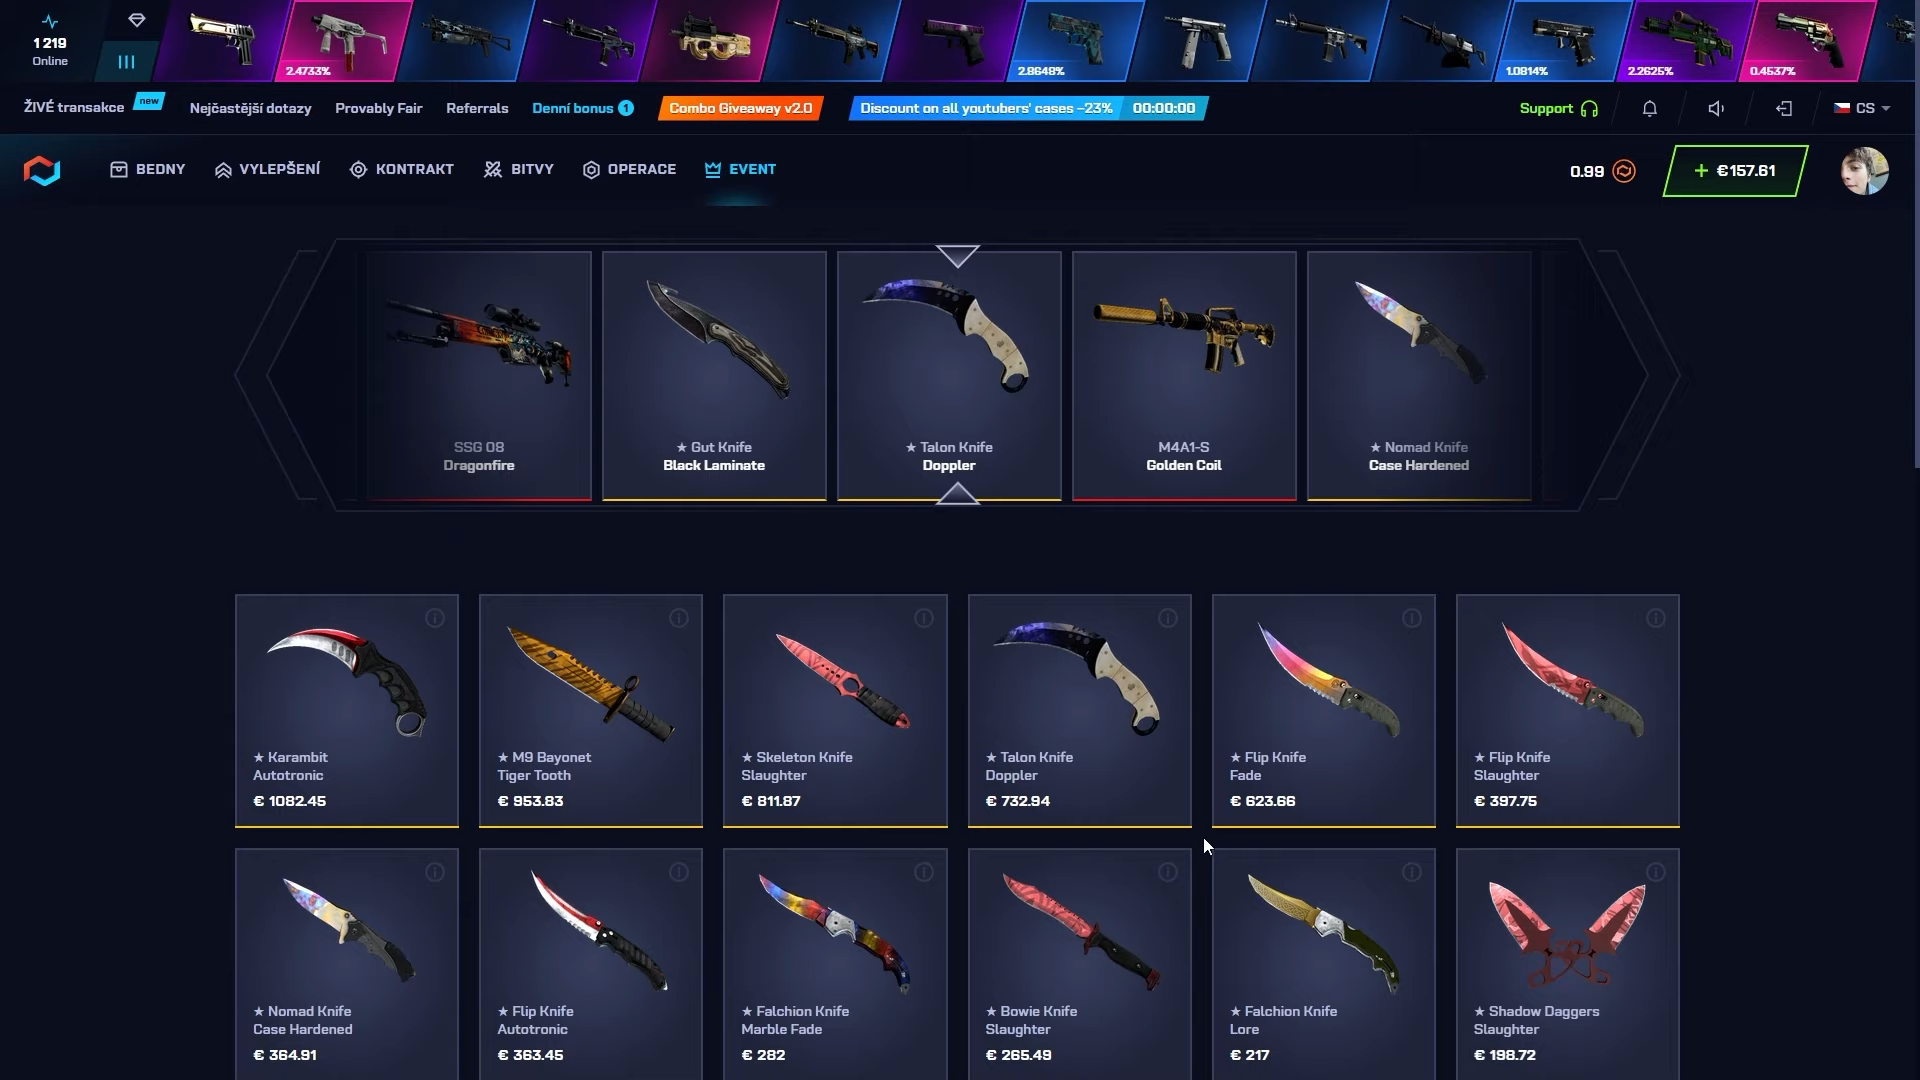 1 219
Online
2.4733%
2.8648%
1.0814%
2.2625%
0.4537%
ŽIVÉ transakce
new
Nejčastější dotazy
Provably Fair
Referrals
Denní bonus 1
Combo Giveaway v2.0
Discount on all youtubers' cases −23%
00:00:00
Support
CS
BEDNY
VYLEPŠENÍ
KONTRAKT
BITVY
OPERACE
EVENT
0.99
+ €157.61
SSG 08
Dragonfire
★ Gut Knife
Black Laminate
★ Talon Knife
Doppler
M4A1-S
Golden Coil
★ Nomad Knife
Case Hardened
★ Karambit
Autotronic
€ 1082.45
★ M9 Bayonet
Tiger Tooth
€ 953.83
★ Skeleton Knife
Slaughter
€ 811.87
★ Talon Knife
Doppler
€ 732.94
★ Flip Knife
Fade
€ 623.66
★ Flip Knife
Slaughter
€ 397.75
★ Nomad Knife
Case Hardened
€ 364.91
★ Flip Knife
Autotronic
€ 363.45
★ Falchion Knife
Marble Fade
€ 282
★ Bowie Knife
Slaughter
€ 265.49
★ Falchion Knife
Lore
€ 217
★ Shadow Daggers
Slaughter
€ 198.72